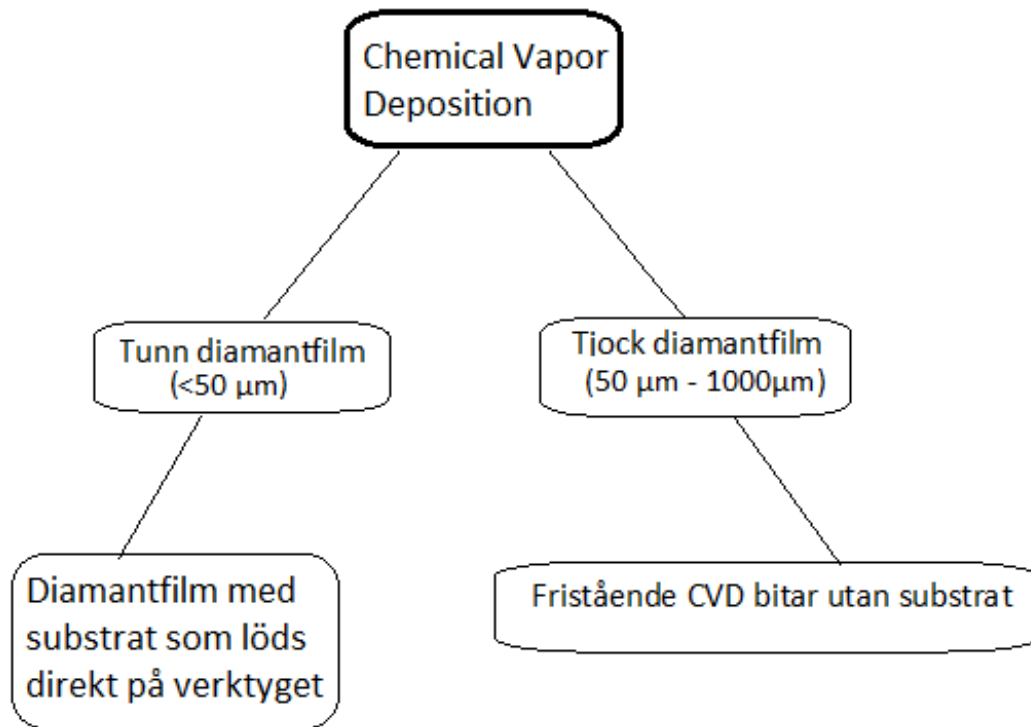 Chemical Vapor
Deposition
Tunn diamantfilm
(<50 µm)
Tjock diamantfilm
(50 µm - 1000µm)
Diamantfilm med
substrat som löds
direkt på verktyget
Fristående CVD bitar utan substrat